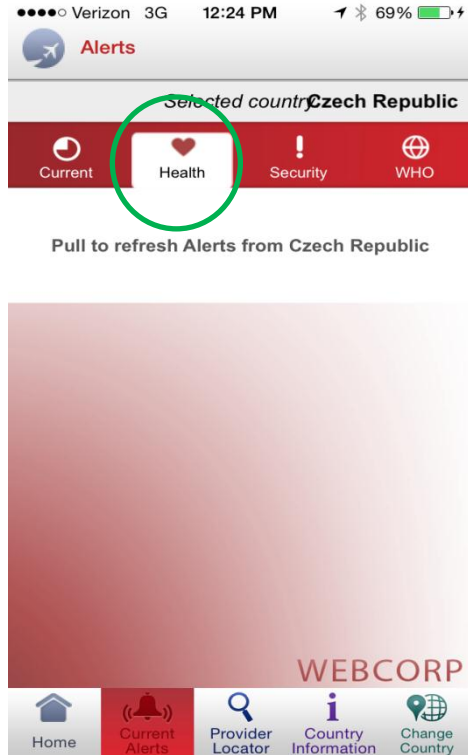 Verizon 3G 12:24 PM 69%
Alerts
Selected country Czech Republic
Current Health Security WHO
Pull to refresh Alerts from Czech Republic
WEBCORP
Home Current Alerts Provider Locator Country Information Change Country